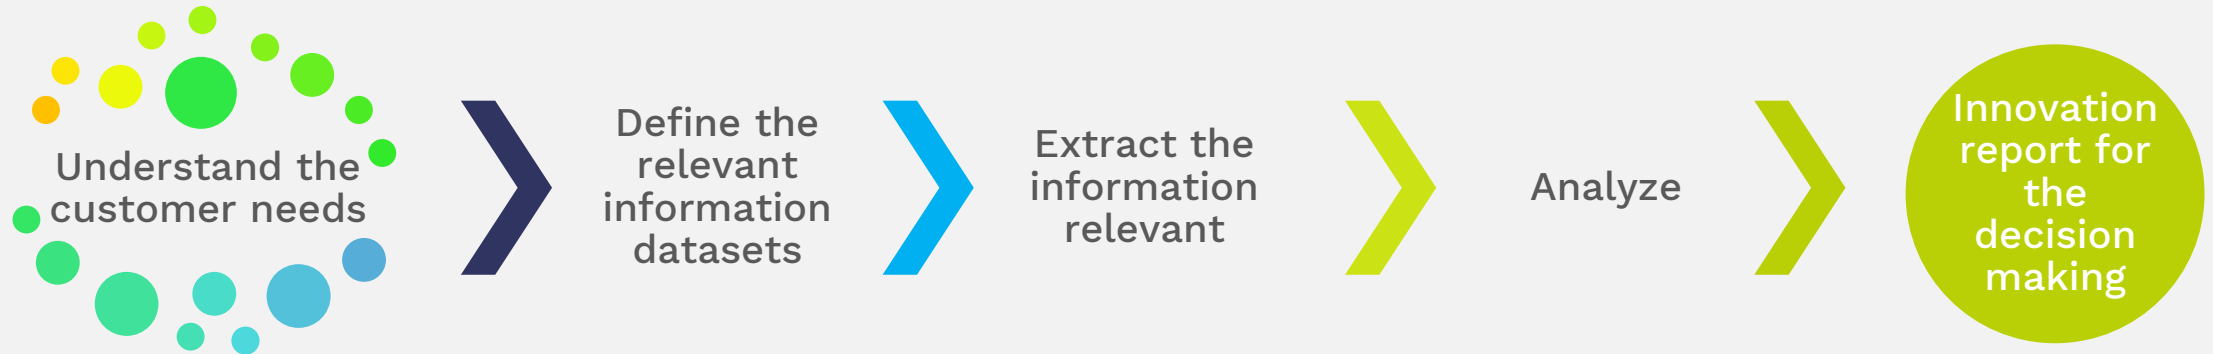 Understand the
customer needs
Define the
relevant
information
datasets
Extract the
information
relevant
Analyze
Innovation
report for
the
decision
making